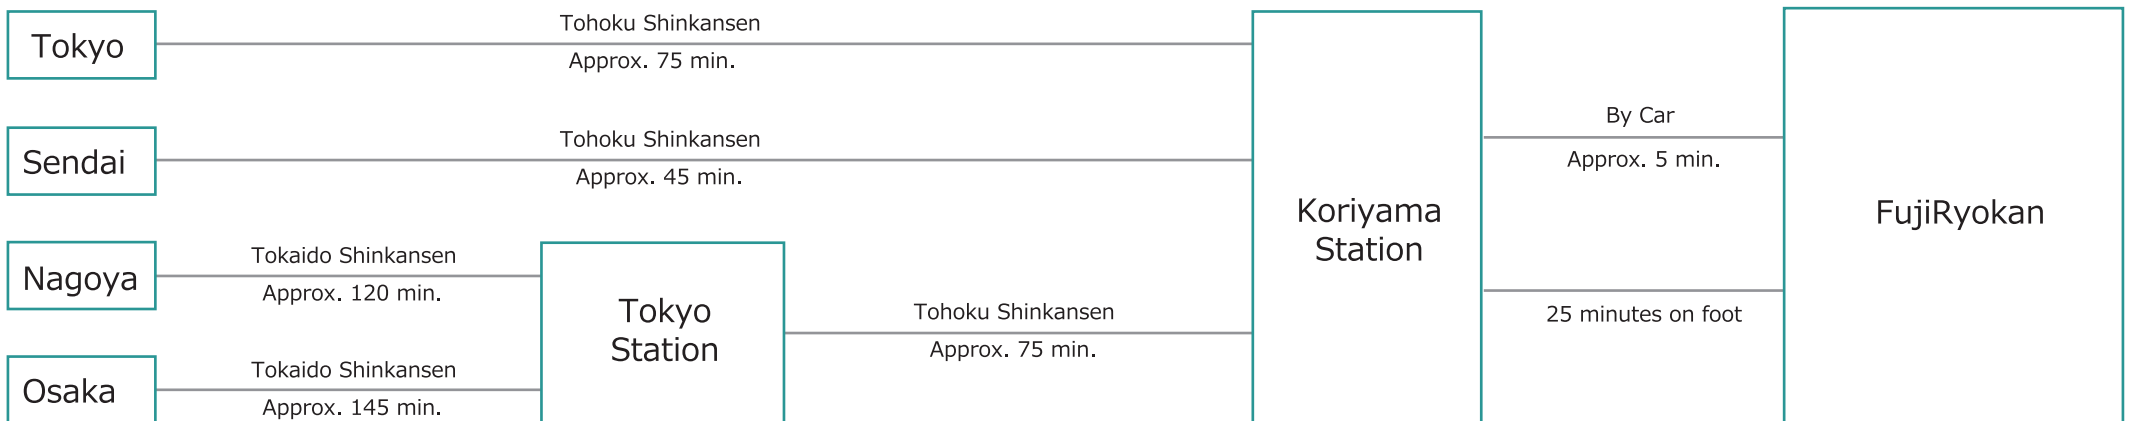 Tokyo
Tohoku Shinkansen
Approx. 75 min.
Sendai
Tohoku Shinkansen
Approx. 45 min.
Nagoya
Tokaido Shinkansen
Approx. 120 min.
Osaka
Tokaido Shinkansen
Approx. 145 min.
Tokyo
Station
Tohoku Shinkansen
Approx. 75 min.
Koriyama
Station
By Car
Approx. 5 min.
25 minutes on foot
FujiRyokan